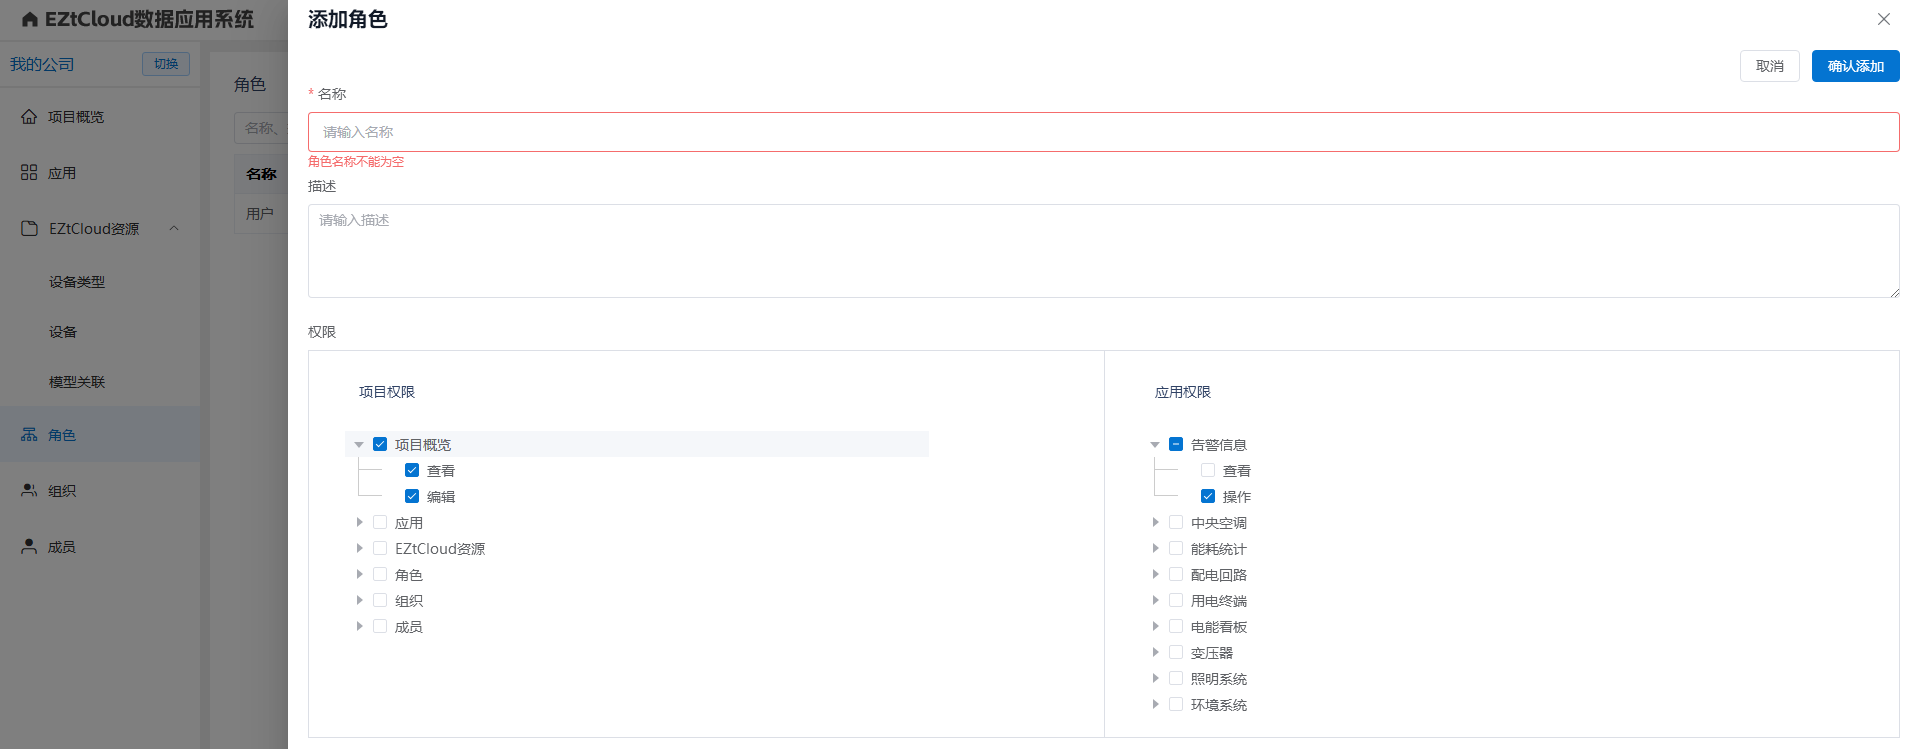 EZtCloud数据应用系统
我的公司
切换
项目概览
应用
EZtCloud资源
设备类型
设备
模型关联
角色
组织
成员
角色
名称、
名称
用户
添加角色
取消
确认添加
* 名称
请输入名称
角色名称不能为空
描述
请输入描述
权限
项目权限
项目概览
查看
编辑
应用
EZtCloud资源
角色
组织
成员
应用权限
告警信息
查看
操作
中央空调
能耗统计
配电回路
用电终端
电能看板
变压器
照明系统
环境系统